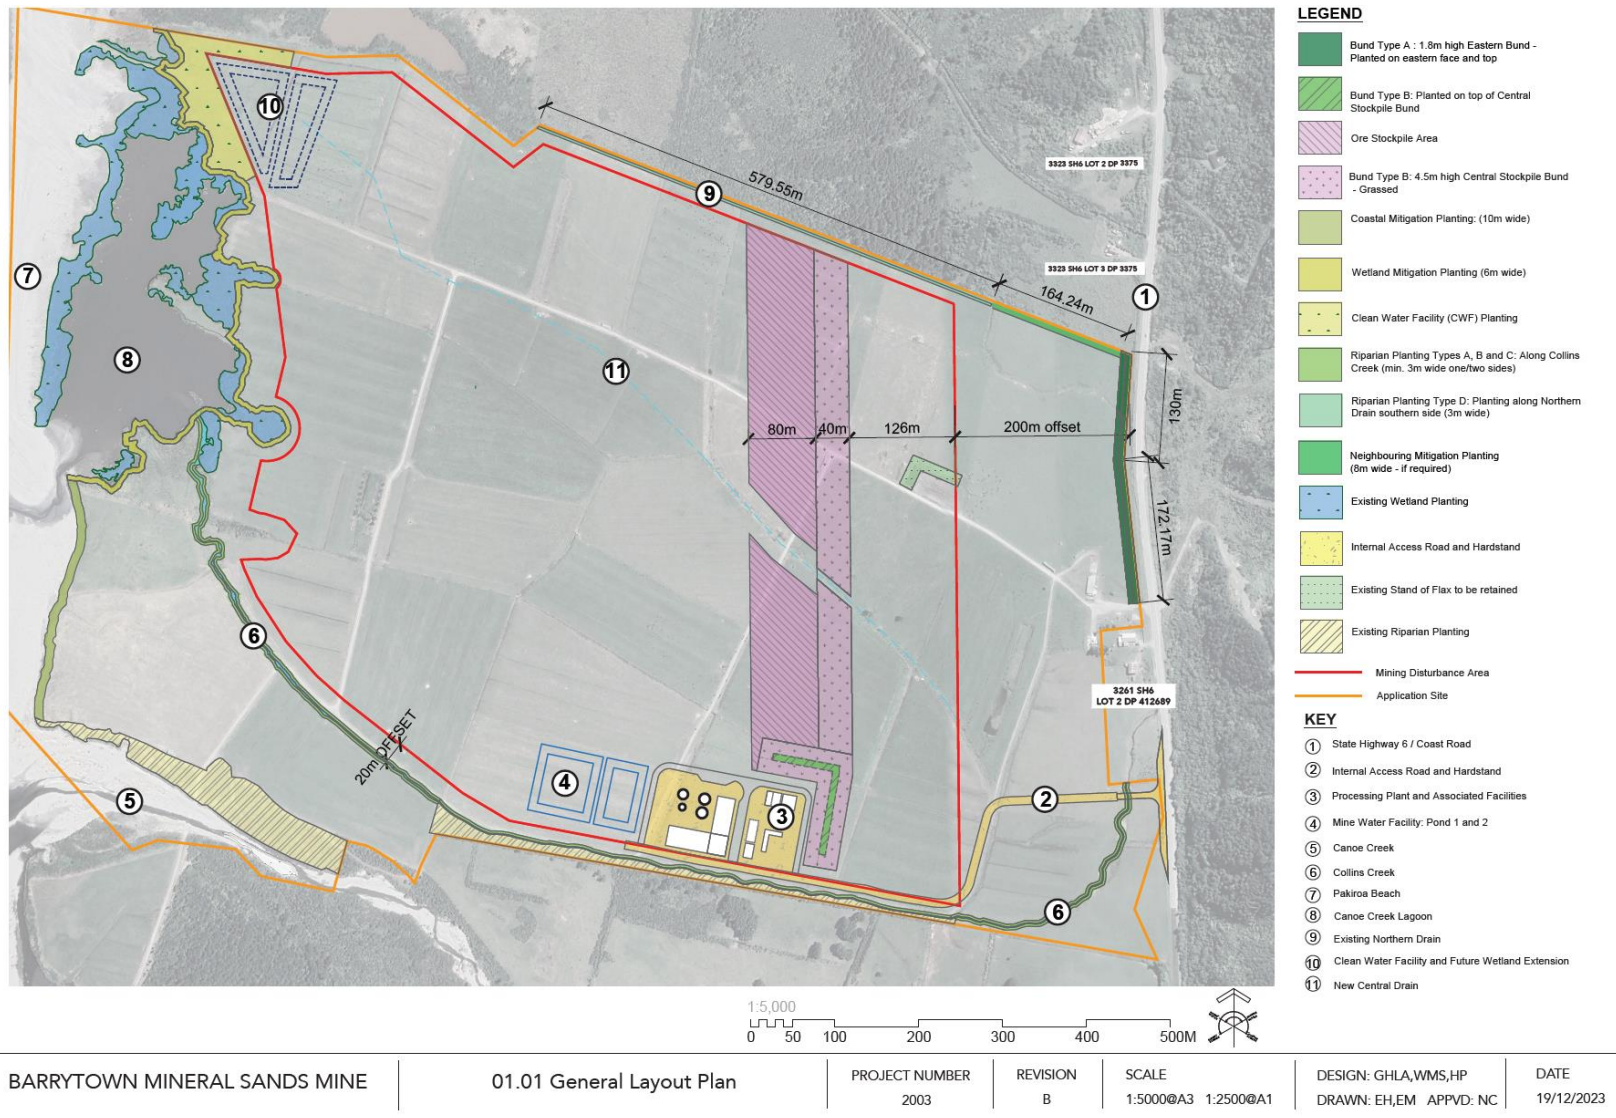 LEGEND
Bund Type A : 1.8m high Eastern Bund -
Planted on eastern face and top
Bund Type B: Planted on top of Central
Stockpile Bund
Ore Stockpile Area
Bund Type B: 4.5m high Central Stockpile Bund
- Grassed
Coastal Mitigation Planting: (10m wide)
Wetland Mitigation Planting (6m wide)
Clean Water Facility (CWF) Planting
Riparian Planting Types A, B and C: Along Collins
Creek (min. 3m wide one/two sides)
Riparian Planting Type D: Planting along Northern
Drain southern side (3m wide)
Neighbouring Mitigation Planting
(8m wide - if required)
Existing Wetland Planting
Internal Access Road and Hardstand
Existing Stand of Flax to be retained
Existing Riparian Planting
Mining Disturbance Area
Application Site
KEY
1 State Highway 6 / Coast Road
2 Internal Access Road and Hardstand
3 Processing Plant and Associated Facilities
4 Mine Water Facility: Pond 1 and 2
5 Canoe Creek
6 Collins Creek
7 Pakiroa Beach
8 Canoe Creek Lagoon
9 Existing Northern Drain
10 Clean Water Facility and Future Wetland Extension
11 New Central Drain
10
3323 SH6 LOT 2 DP 3375
579.55m
9
7
3323 SH6 LOT 3 DP 3375
164.24m
1
8
11
130m
80m
40m
126m
200m offset
172.17m
6
3261 SH6
LOT 2 DP 412689
20m OFFSET
4
5
3
2
6
1:5,000
0 50 100 200 300 400 500M
BARRYTOWN MINERAL SANDS MINE
01.01 General Layout Plan
PROJECT NUMBER
2003
REVISION
B
SCALE
1:5000@A3 1:2500@A1
DESIGN: GHLA,WMS,HP
DRAWN: EH,EM APPVD: NC
DATE
19/12/2023